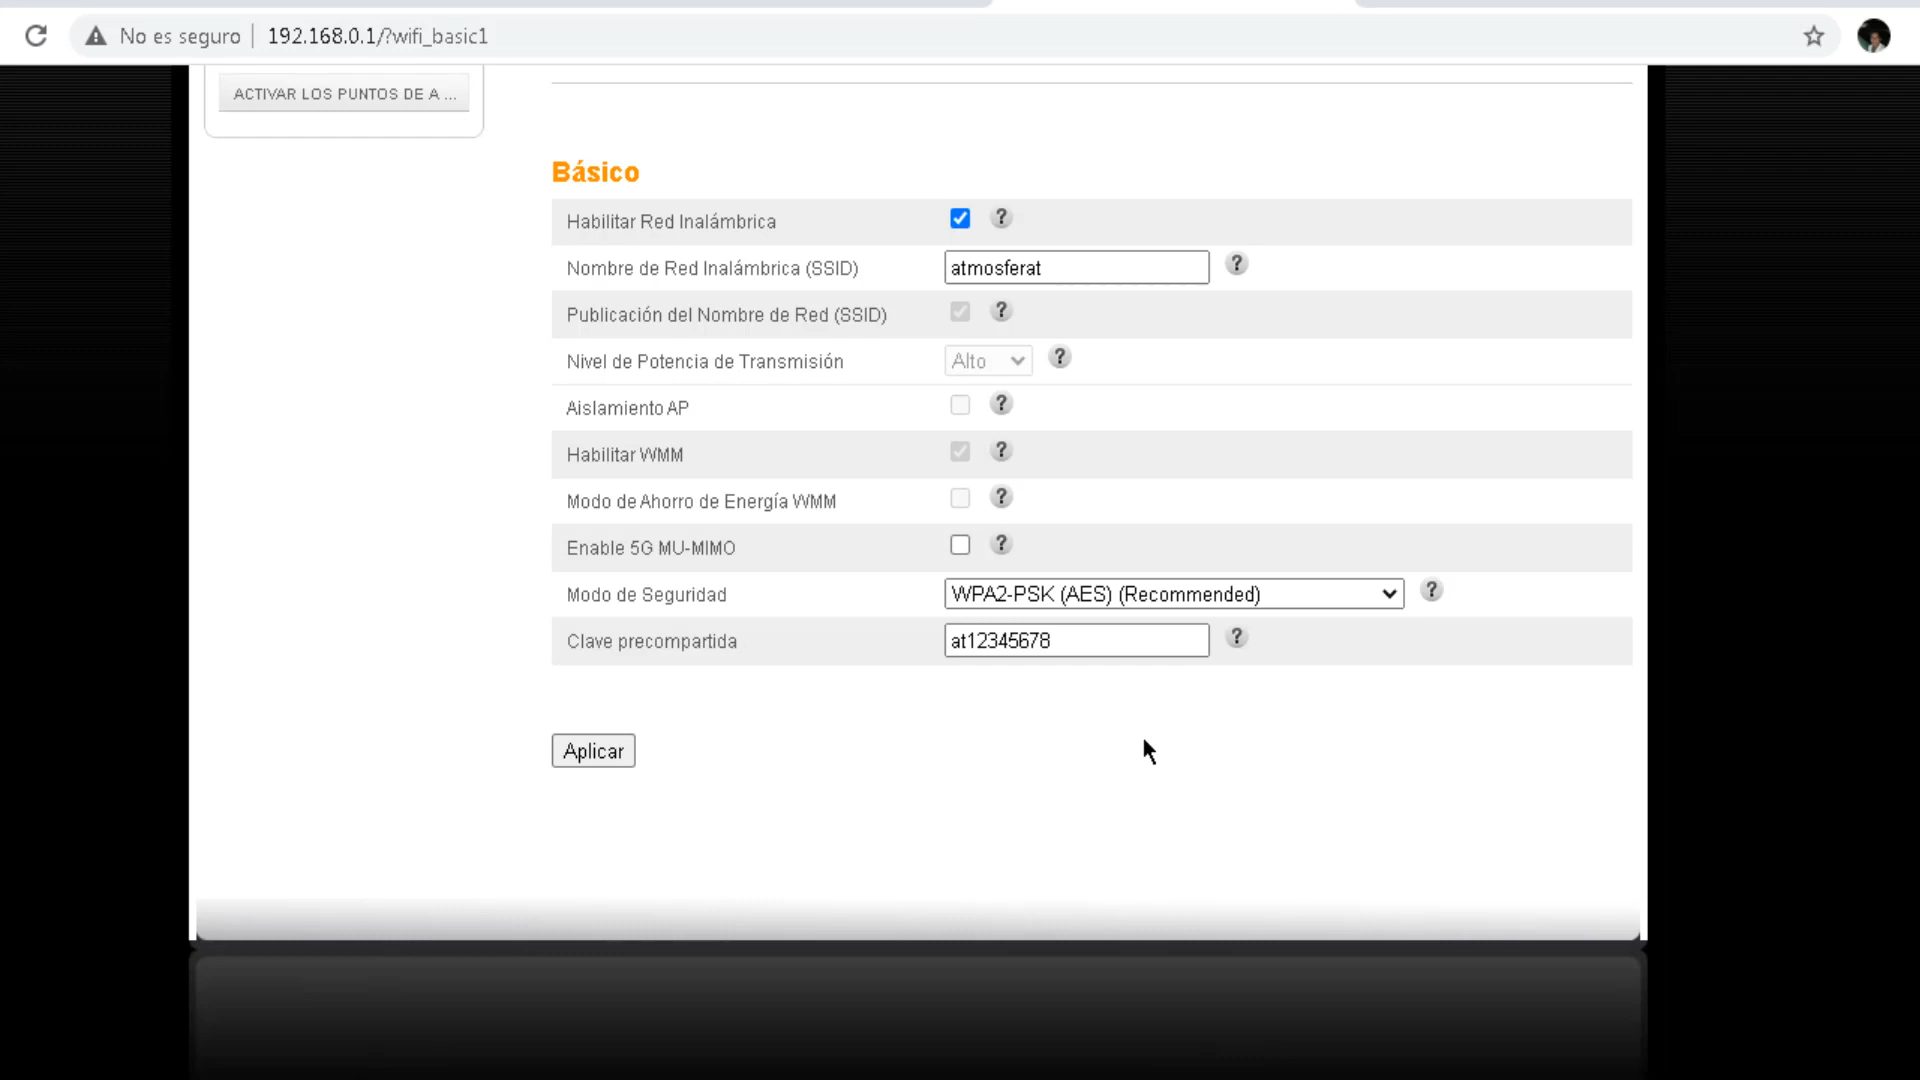 No es seguro 192.168.0.1/?wifi_basic1
ACTIVAR LOS PUNTOS DE A ...
Básico
Habilitar Red Inalámbrica ?
Nombre de Red Inalámbrica (SSID) atmosferat ?
Publicación del Nombre de Red (SSID) ?
Nivel de Potencia de Transmisión Alto ?
Aislamiento AP ?
Habilitar WMM ?
Modo de Ahorro de Energía WMM ?
Enable 5G MU-MIMO ?
Modo de Seguridad WPA2-PSK (AES) (Recommended) ?
Clave precompartida at12345678 ?
Aplicar